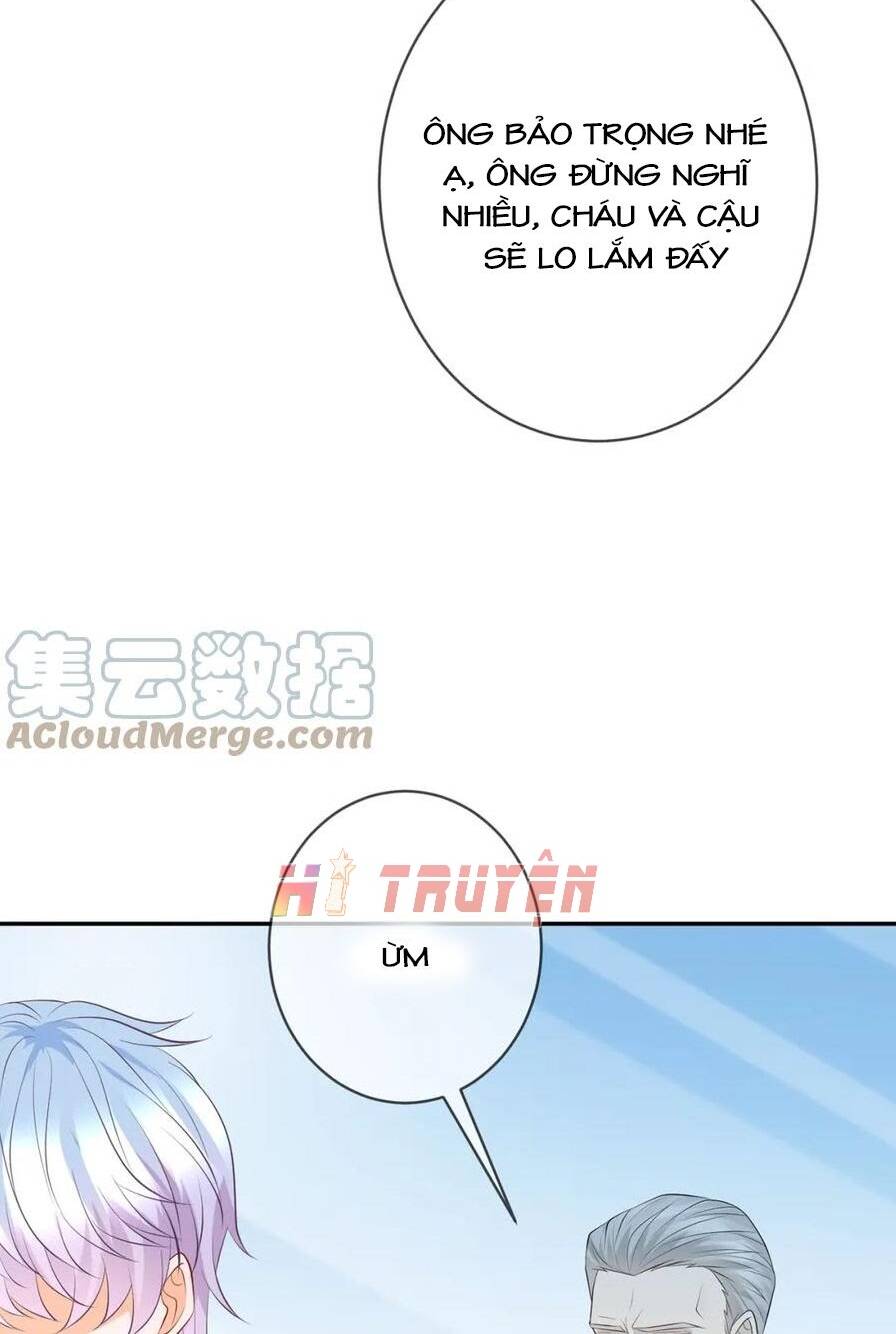 ÔNG BẢO TRỌNG NHÉ
Ạ, ÔNG ĐỪNG NGHĨ
NHIỀU, CHÁU VÀ CẬU
SẼ LO LẮM ĐẤY
集云数据
ACloudMerge.com
HI TRUYỆN
ỪM